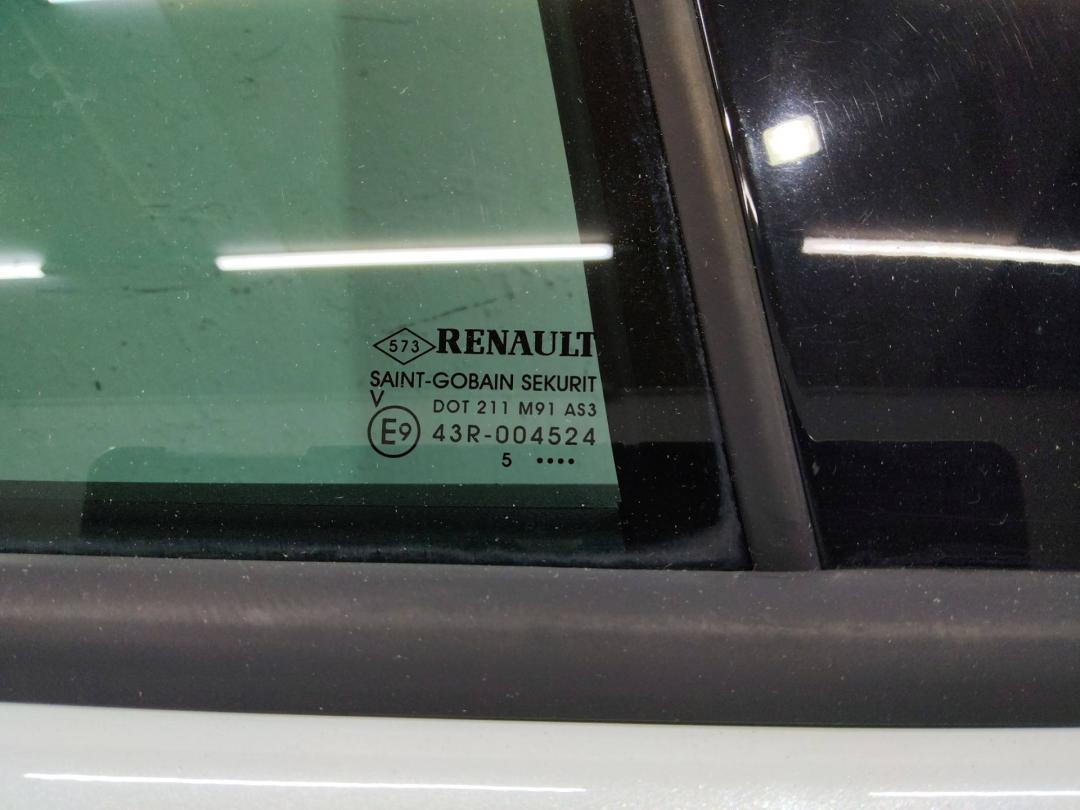 573 RENAULT
SAINT-GOBAIN SEKURIT
V
DOT 211 M91 AS3
E9 43R-004524
5 ••••